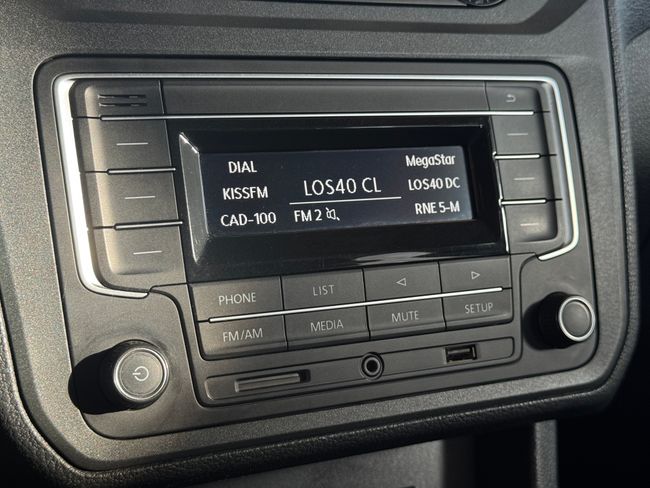 DIAL
MegaStar
KISSFM
LOS40 CL
LOS40 DC
CAD-100
FM 2
RNE 5-M
PHONE
LIST
FM/AM
MEDIA
MUTE
SETUP